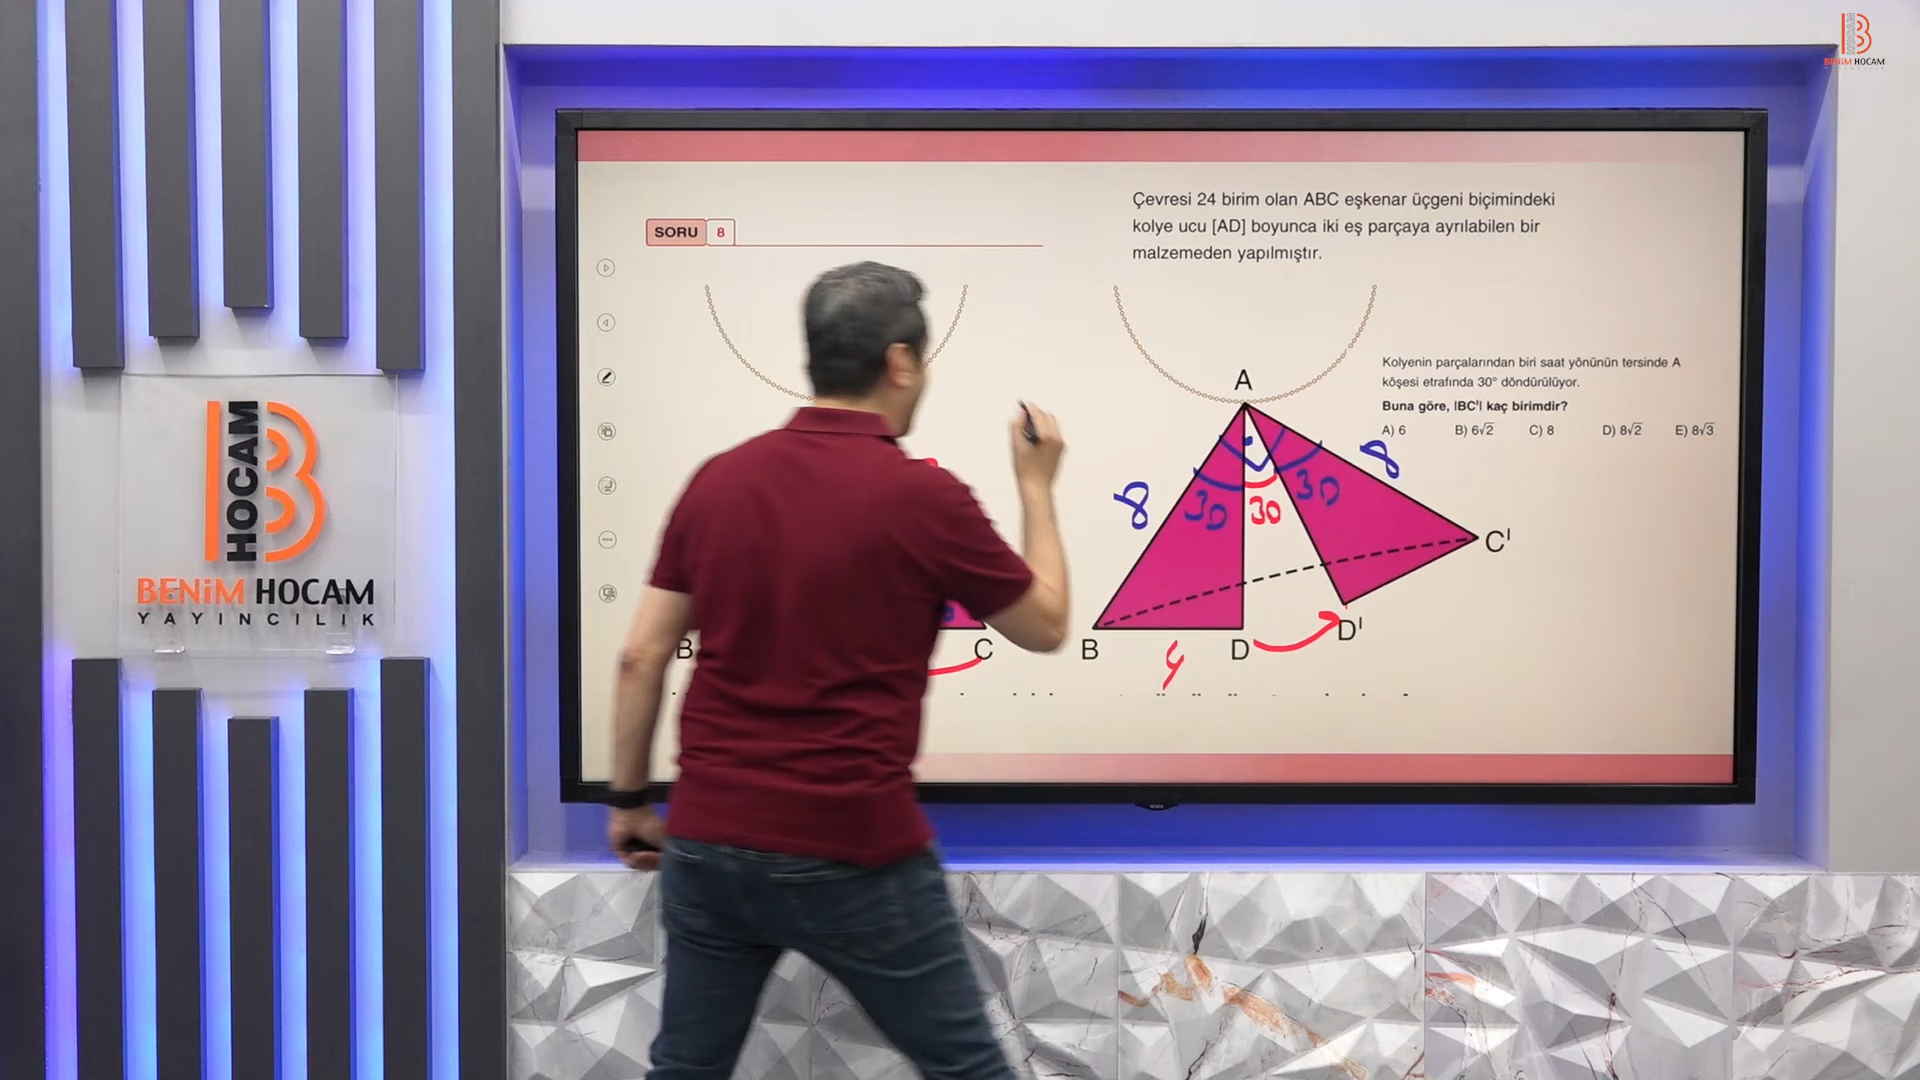 HOCAM
BENİM HOCAM
BENİM HOCAM
YAYINCILIK
SORU 8
Çevresi 24 birim olan ABC eşkenar üçgeni biçimindeki
kolye ucu [AD] boyunca iki eş parçaya ayrılabilen bir
malzemeden yapılmıştır.
Kolyenin parçalarından biri saat yönünün tersinde A
köşesi etrafında 30° döndürülüyor.
Buna göre, |BC'| kaç birimdir?
A) 6 B) 6√2 C) 8 D) 8√2 E) 8√3
A
8
8
30
30
30
C'
D'
B
C
B
D
4